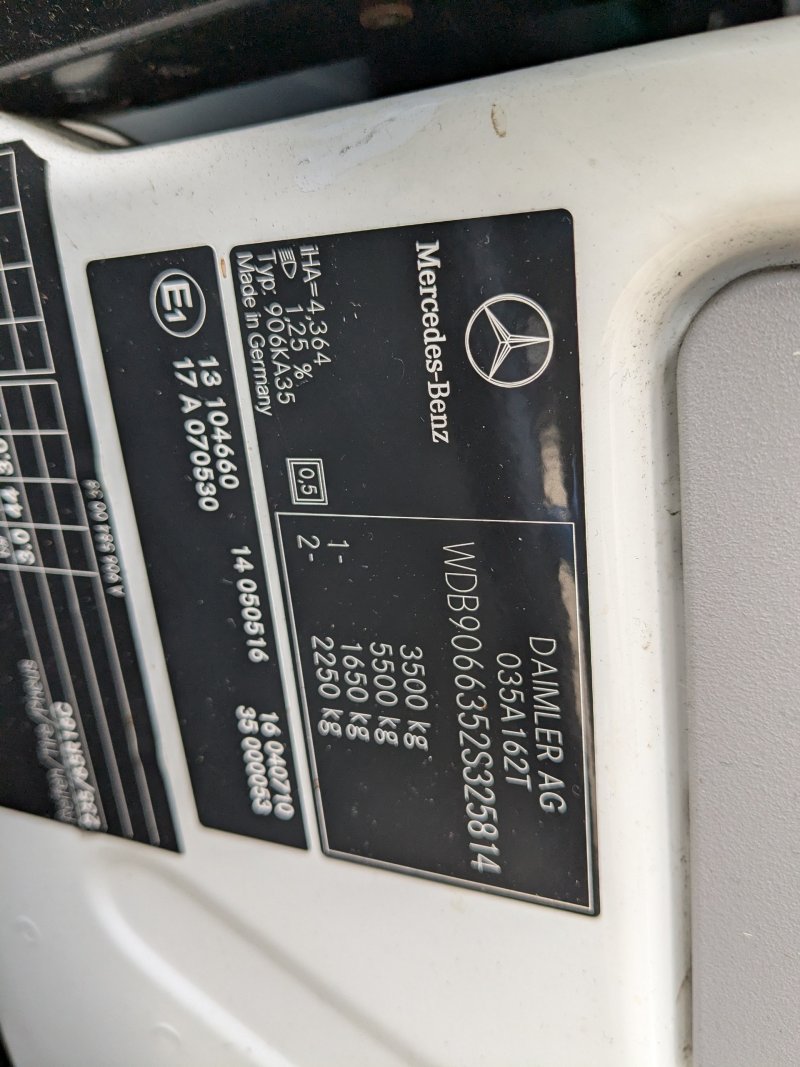 Mercedes-Benz
DAIMLER AG
035A162T
WDB9066352S325814
3500 kg
5500 kg
1- 1650 kg
2- 2250 kg
iHA=4,364
1,25 %
Typ: 906KA35
Made in Germany
0,5
E1
13 104660
17 A 070530
14 050516
16 040710
35 000053